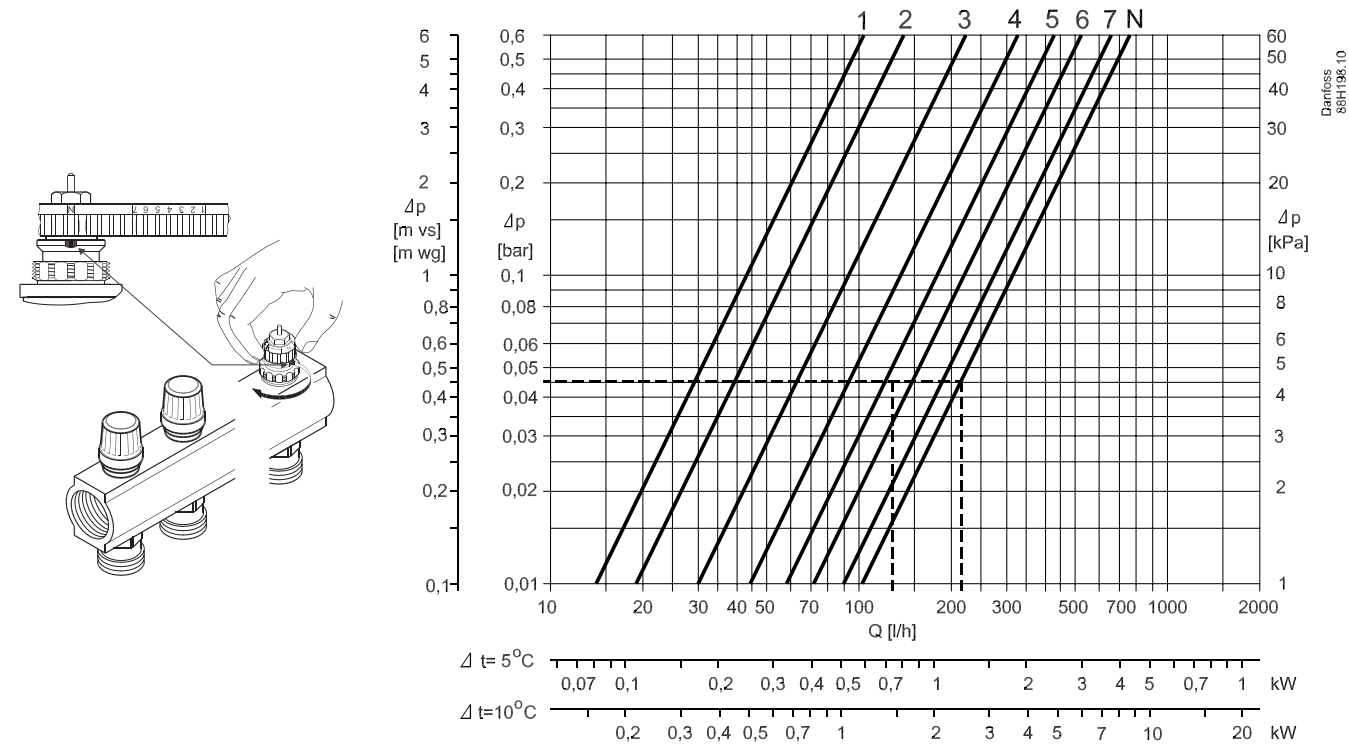 1 2 3 4 5 6 7 N
6 0,6 60
5 0,5 50
4 0,4 40
3 0,3 30
2 0,2 20
Δp Δp Δp
[m vs] [bar] [kPa]
[m wg]
1 0,1 10
0,8 0,08 8
0,6 0,06 6
0,5 0,05 5
0,4 0,04 4
0,3 0,03 3
0,2 0,02 2
0,1 0,01 1
10 20 30 40 50 70 100 200 300 500 700 1000 2000
Q [l/h]
Δ t= 5°C
0,07 0,1 0,2 0,3 0,4 0,5 0,7 1 2 3 4 5 0,7 1 kW
Δ t=10°C
0,2 0,3 0,4 0,5 0,7 1 2 3 4 5 7 10 20 kW
Danfoss
88H198.10
N 7 6 5 4 3 2 1